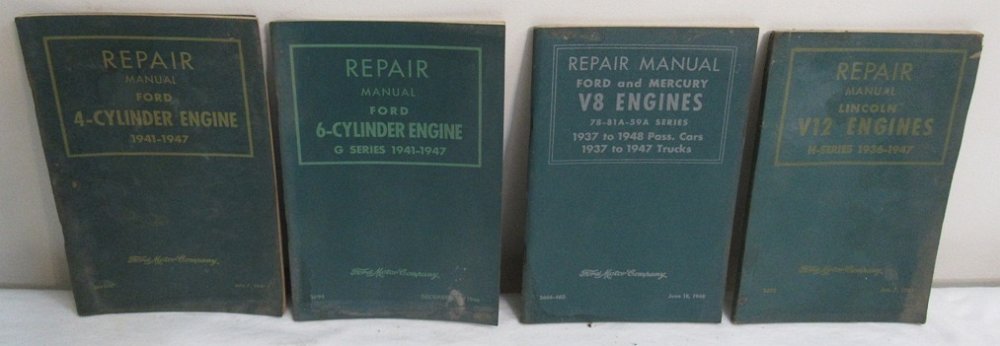 REPAIR
MANUAL
FORD
4-CYLINDER ENGINE
1941-1947
Ford Motor Company
REPAIR
MANUAL
FORD
6-CYLINDER ENGINE
G SERIES 1941-1947
Ford Motor Company
REPAIR MANUAL
FORD and MERCURY
V8 ENGINES
78-81A-59A SERIES
1937 to 1948 Pass. Cars
1937 to 1947 Trucks
Ford Motor Company
REPAIR
MANUAL
LINCOLN
V12 ENGINES
H-SERIES 1936-1947
Ford Motor Company